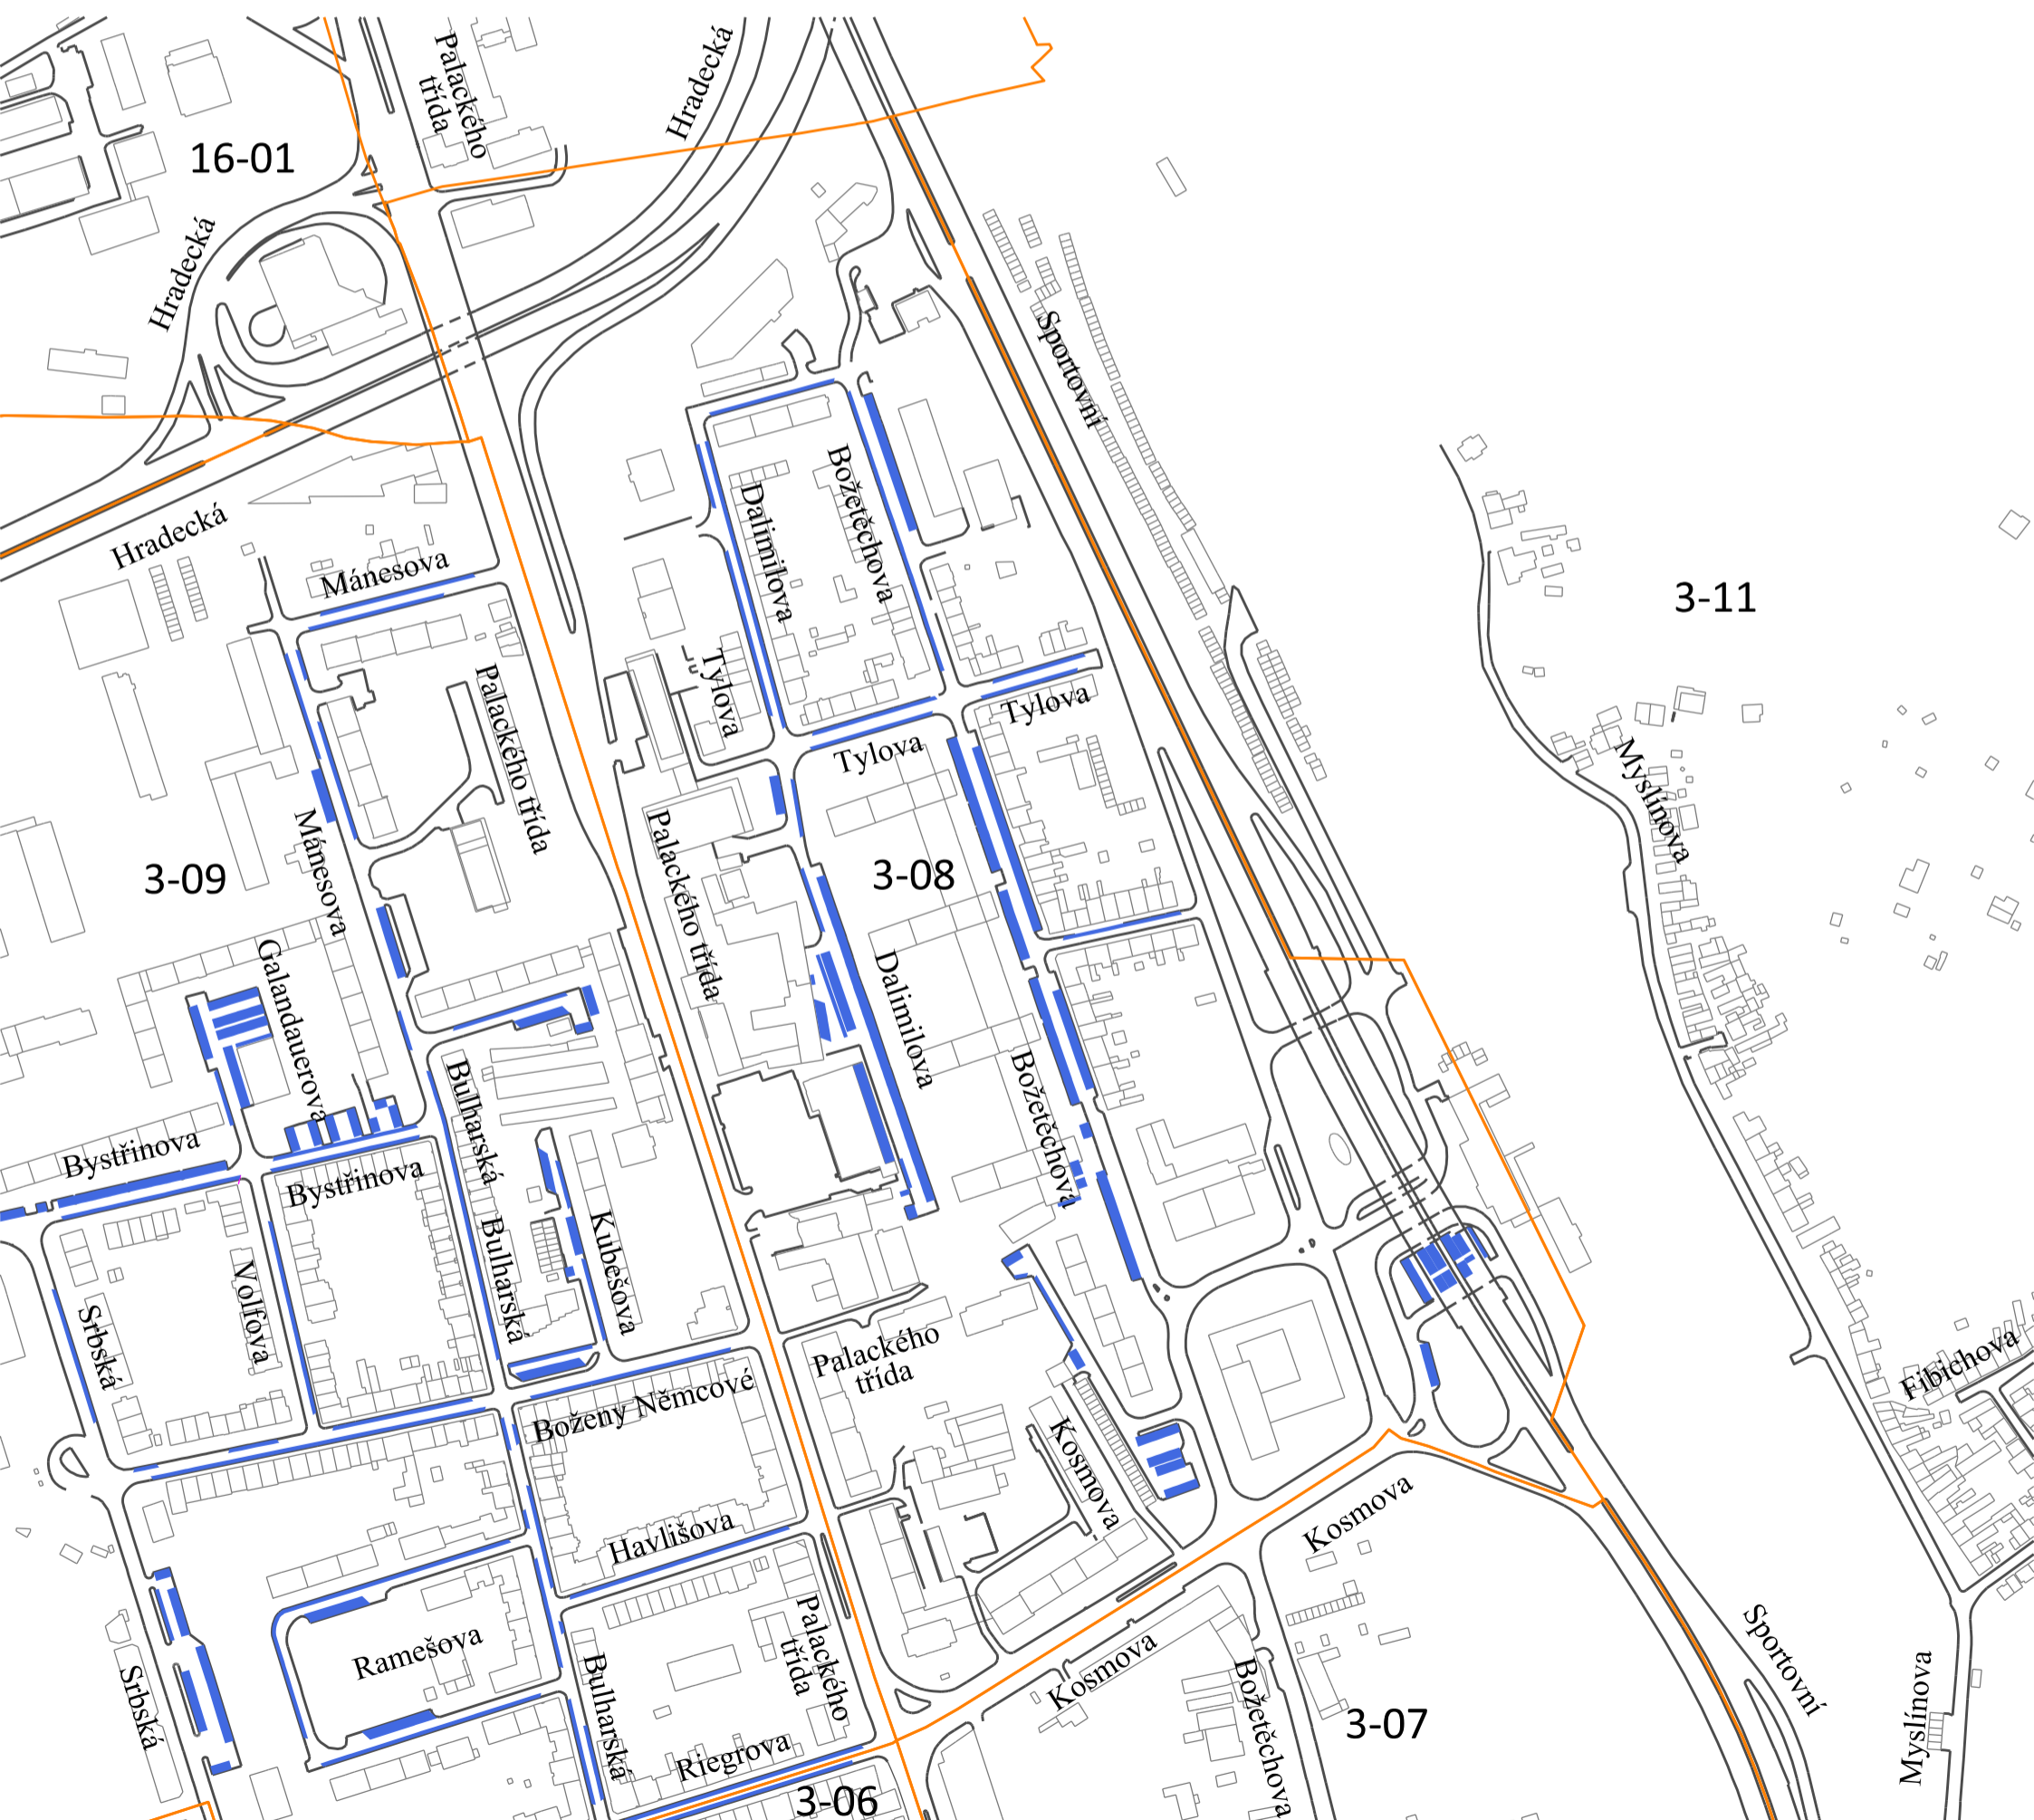 Palackého
třída
Hradecká
16-01
Hradecká
Sportovní
Hradecká
Mánesova
Dalimilova
Božetěchova
3-11
Tylova
Palackého třída
Tylova
Tylova
Myslínova
Mánesova
Palackého třída
3-09
3-08
Galandauerova
Dalimilova
Bulharská
Božetěchova
Bystřinova
Bystřinova
Kubešova
Bulharská
Volfova
Srbská
Palackého
třída
Fibichova
Boženy Němcové
Kosmova
Kosmova
Havlišova
Ramešova
Palackého
třída
Sportovní
Srbská
Bulharská
Kosmova
Božetěchova
Myslínova
3-07
Riegrova
3-06